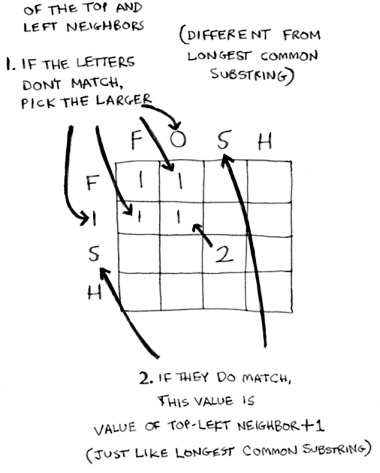 OF THE TOP AND
LEFT NEIGHBORS
(DIFFERENT FROM
LONGEST COMMON
SUBSTRING)
1. IF THE LETTERS
DONT MATCH,
PICK THE LARGER
F O S H
F 1 1
I 1 1
S 2
H
2. IF THEY DO MATCH,
THIS VALUE IS
VALUE OF TOP-LEFT NEIGHBOR+1
(JUST LIKE LONGEST COMMON SUBSTRING)